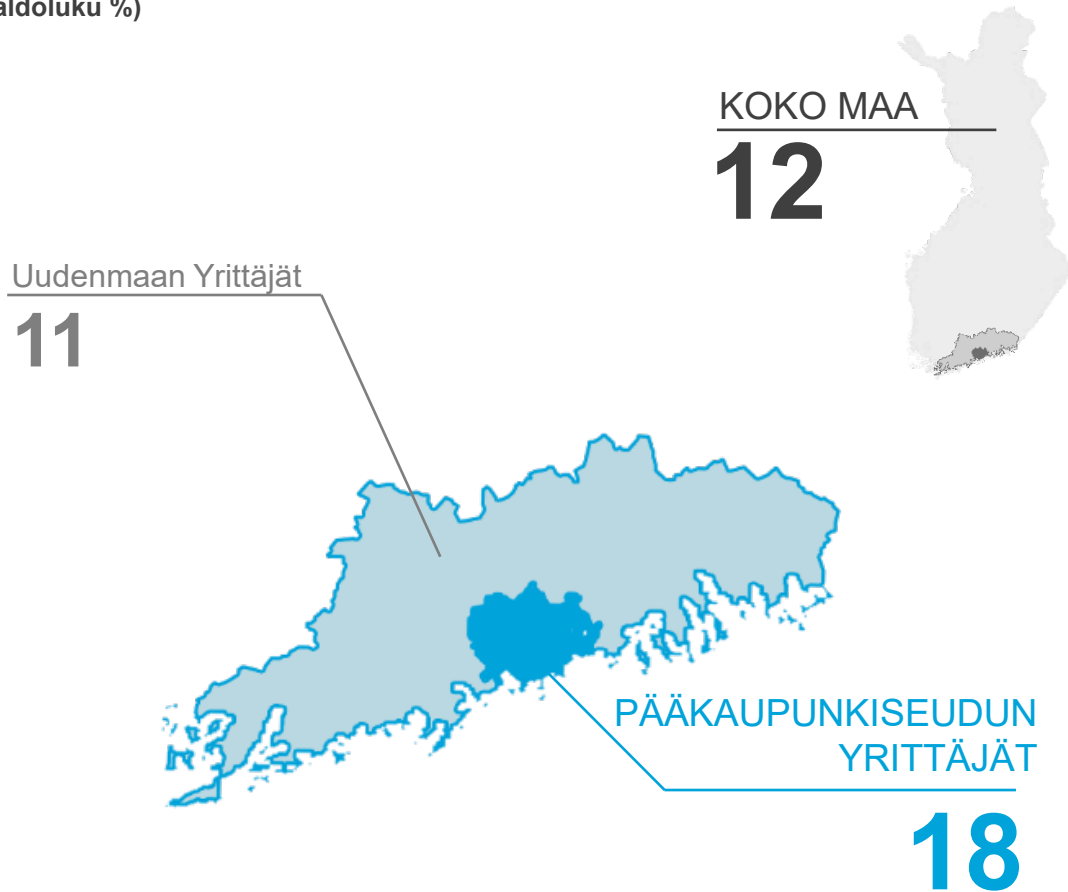 aldoluku %)
KOKO MAA
12
Uudenmaan Yrittäjät
11
PÄÄKAUPUNKISEUDUN
YRITTÄJÄT
18